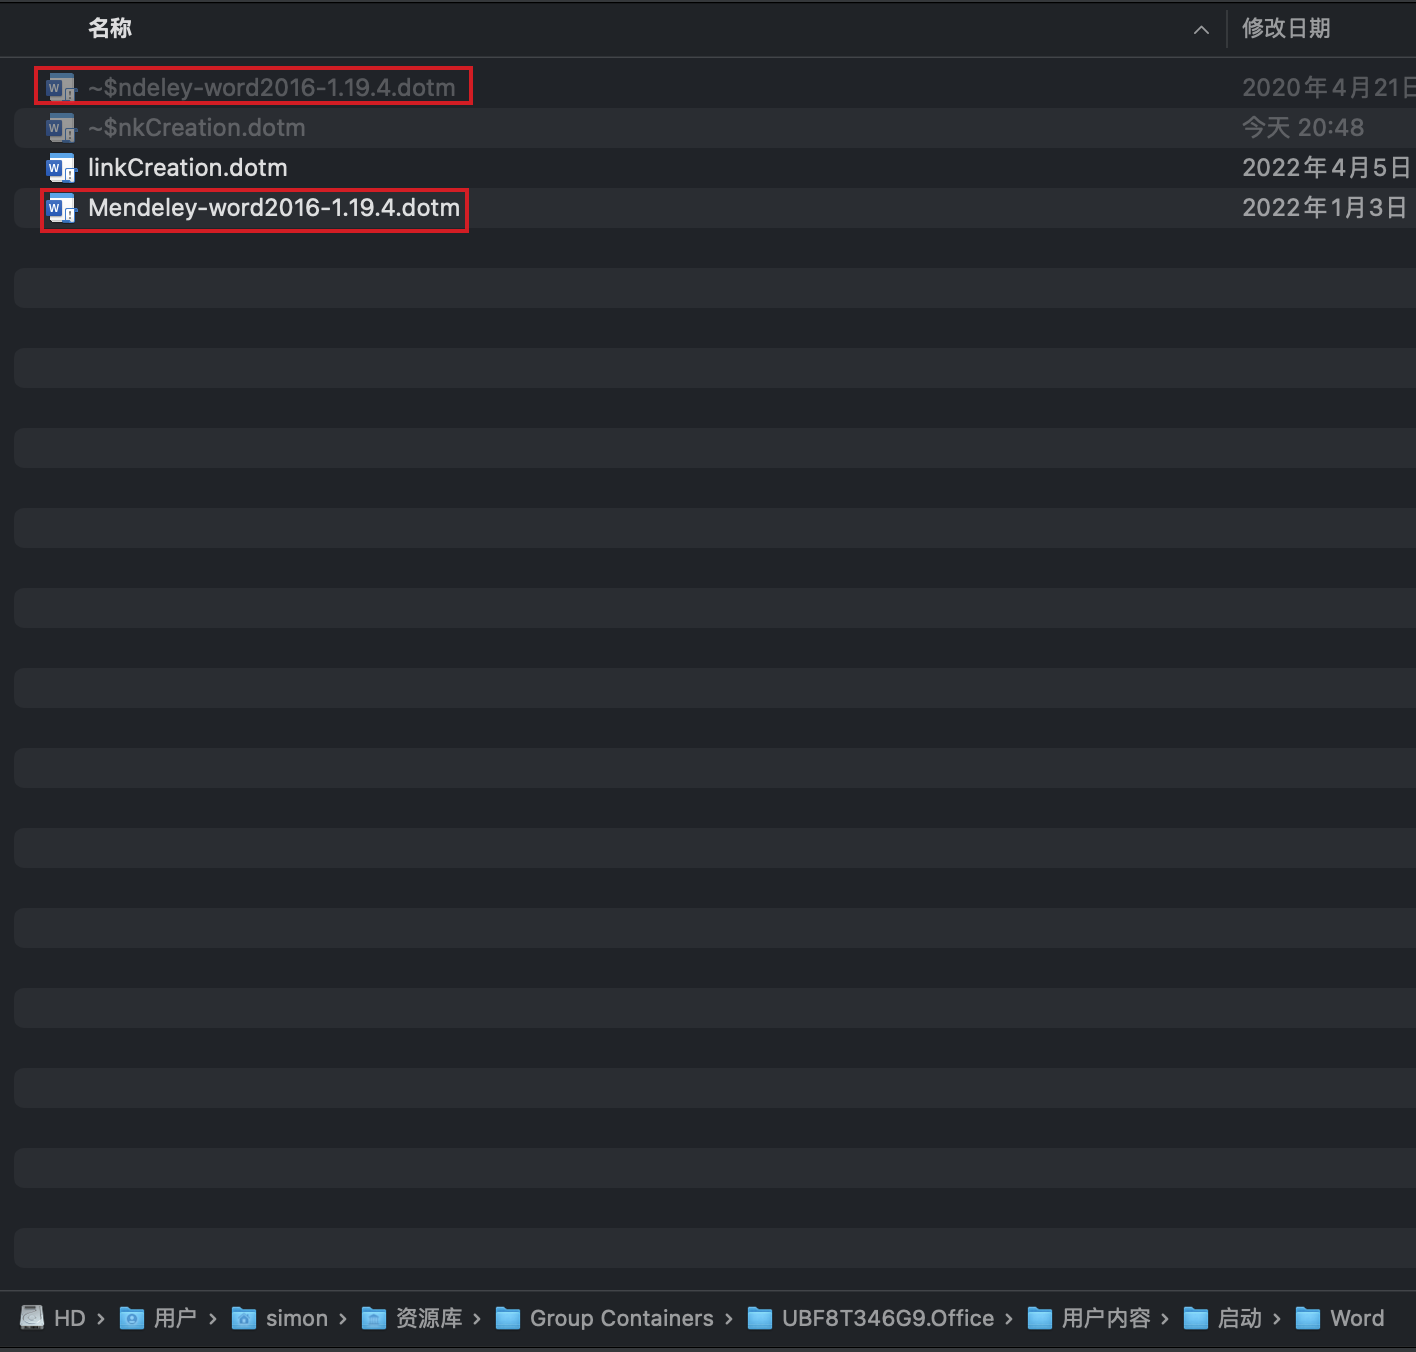 名称 修改日期
~$ndeley-word2016-1.19.4.dotm 2020年4月21日
~$nkCreation.dotm 今天 20:48
linkCreation.dotm 2022年4月5日
Mendeley-word2016-1.19.4.dotm 2022年1月3日
HD › 用户 › simon › 资源库 › Group Containers › UBF8T346G9.Office › 用户内容 › 启动 › Word